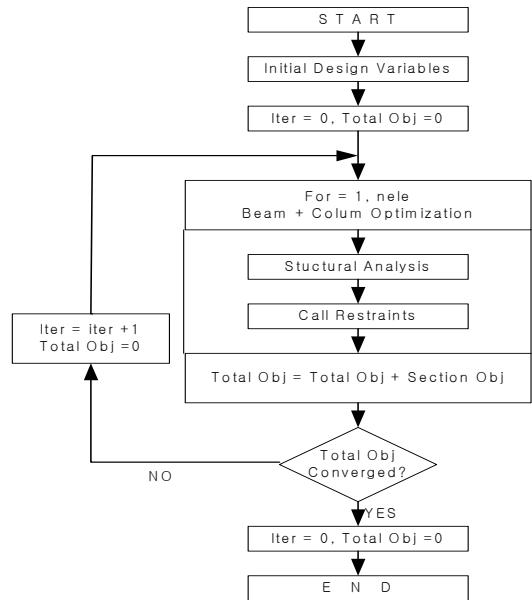 START
Initial Design Variables
Iter = 0, Total Obj =0
For = 1, nele
Beam + Colum Optimization
Stuctural Analysis
Call Restraints
Iter = iter +1
Total Obj =0
Total Obj = Total Obj + Section Obj
Total Obj
Converged?
NO
YES
Iter = 0, Total Obj =0
END